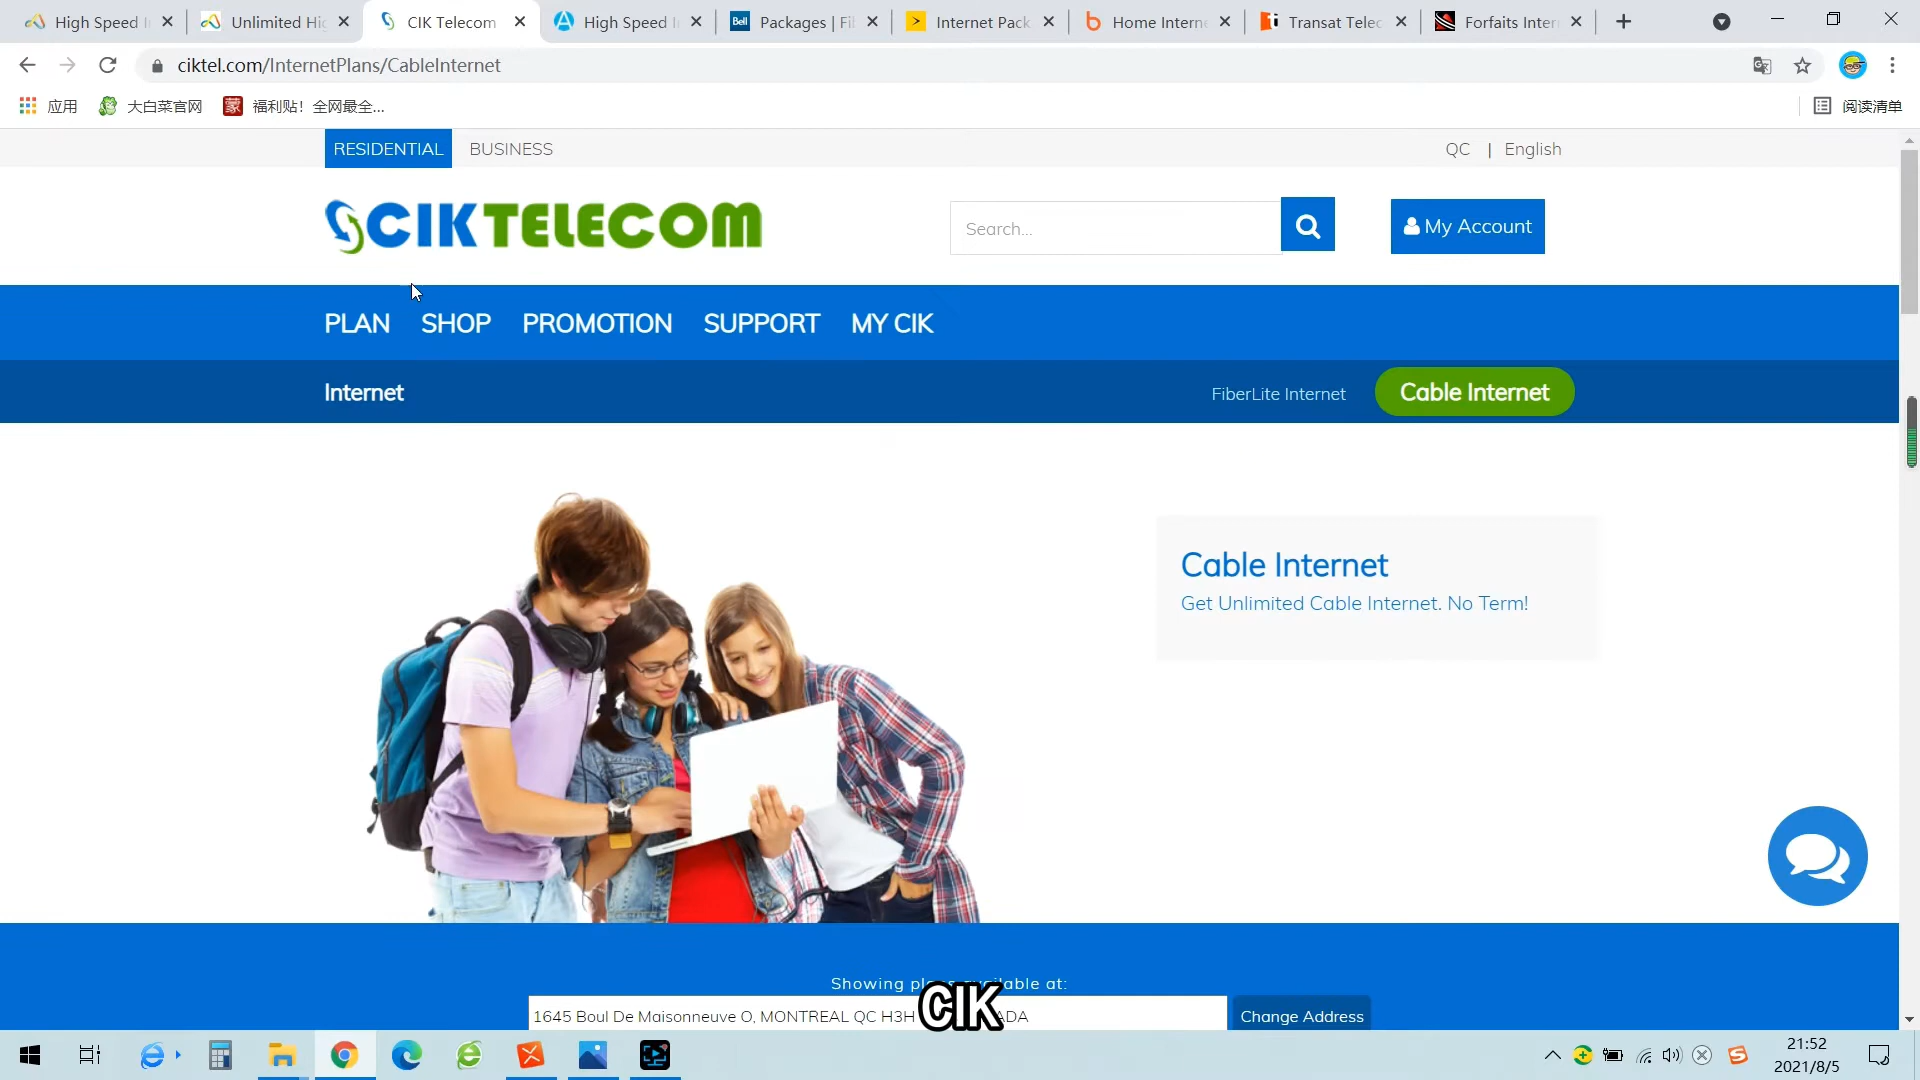 High Speed I
Unlimited Hig
CIK Telecom
High Speed I
Packages | Fi
Internet Pack
Home Intern
Transat Telec
Forfaits Inter
ciktel.com/InternetPlans/CableInternet
应用
大白菜官网
福利贴！全网最全...
阅读清单
RESIDENTIAL
BUSINESS
QC | English
CIKTELECOM
Search...
My Account
PLAN
SHOP
PROMOTION
SUPPORT
MY CIK
Internet
FiberLite Internet
Cable Internet
Cable Internet
Get Unlimited Cable Internet. No Term!
Showing plans available at:
1645 Boul De Maisonneuve O, MONTREAL QC H3H
CIK
Change Address
21:52
2021/8/5